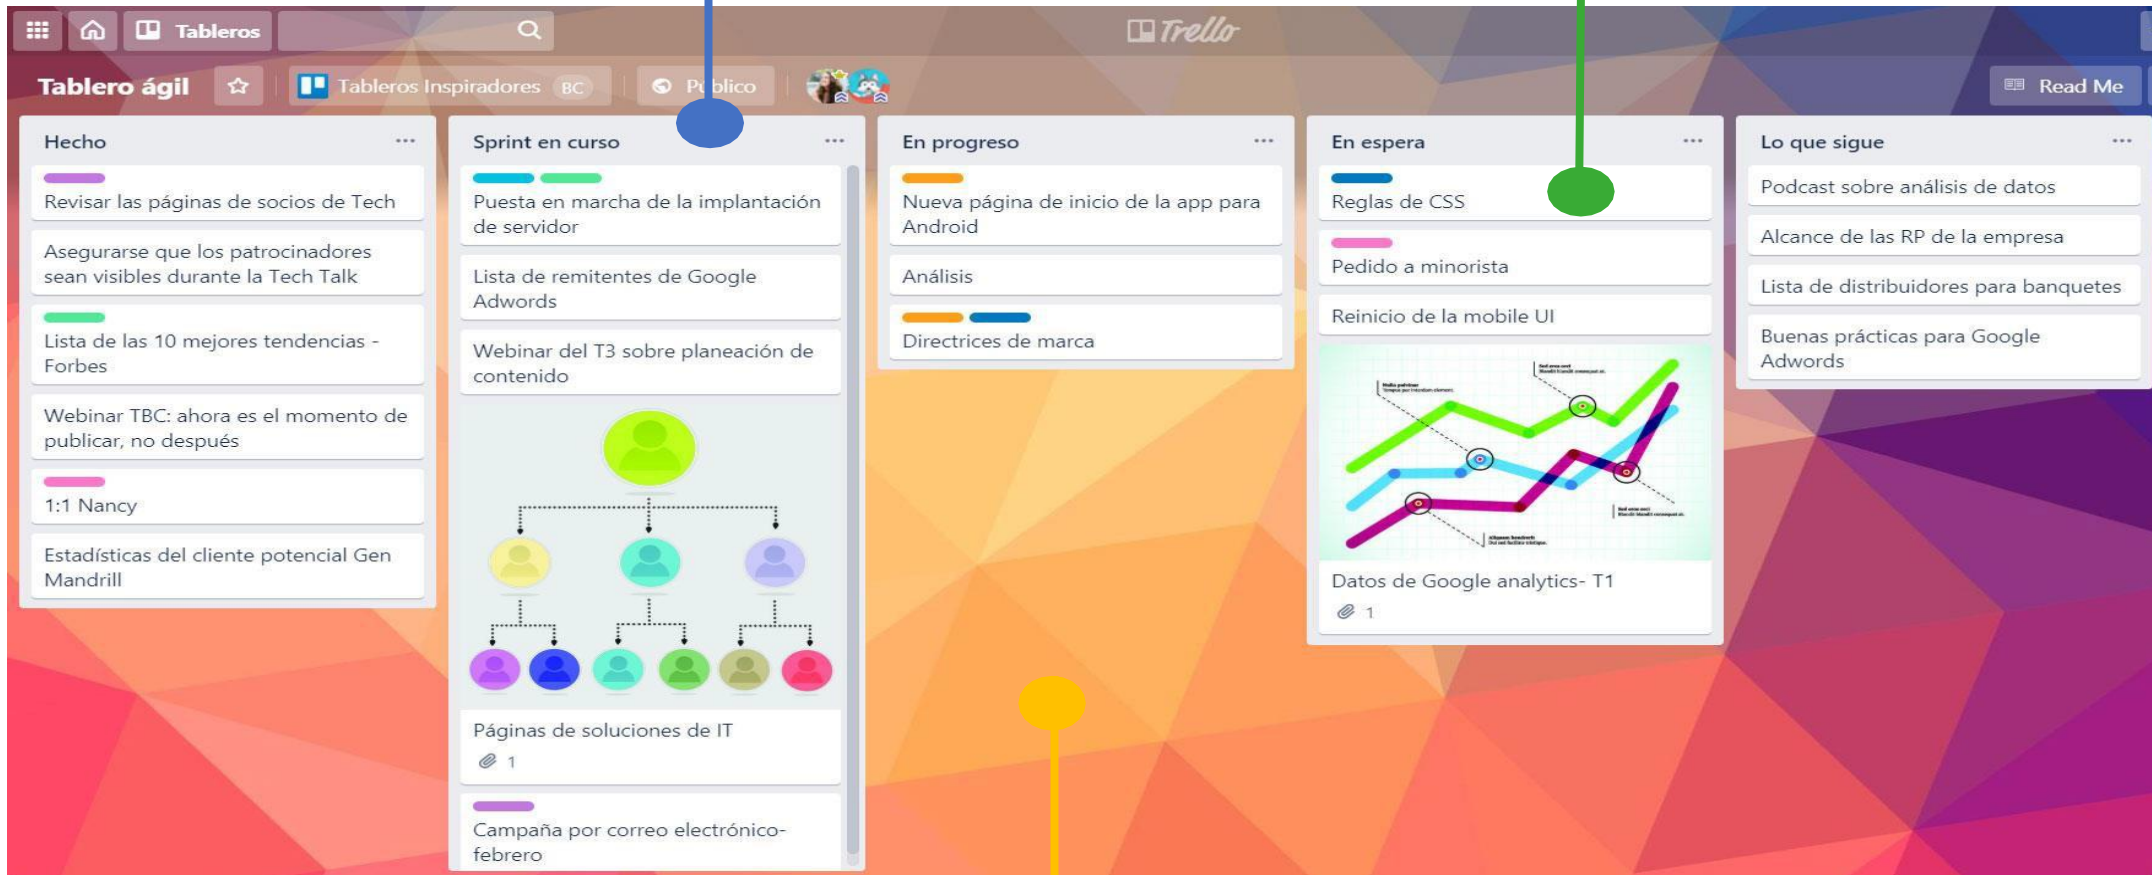 Tableros
Trello
Tablero ágil
Tableros Inspiradores BC
Público
Read Me
Hecho
Revisar las páginas de socios de Tech
Asegurarse que los patrocinadores
sean visibles durante la Tech Talk
Lista de las 10 mejores tendencias -
Forbes
Webinar TBC: ahora es el momento de
publicar, no después
1:1 Nancy
Estadísticas del cliente potencial Gen
Mandrill
Sprint en curso
Puesta en marcha de la implantación
de servidor
Lista de remitentes de Google
Adwords
Webinar del T3 sobre planeación de
contenido
Páginas de soluciones de IT
1
Campaña por correo electrónico-
febrero
En progreso
Nueva página de inicio de la app para
Android
Análisis
Directrices de marca
En espera
Reglas de CSS
Pedido a minorista
Reinicio de la mobile UI
Datos de Google analytics- T1
1
Lo que sigue
Podcast sobre análisis de datos
Alcance de las RP de la empresa
Lista de distribuidores para banquetes
Buenas prácticas para Google
Adwords